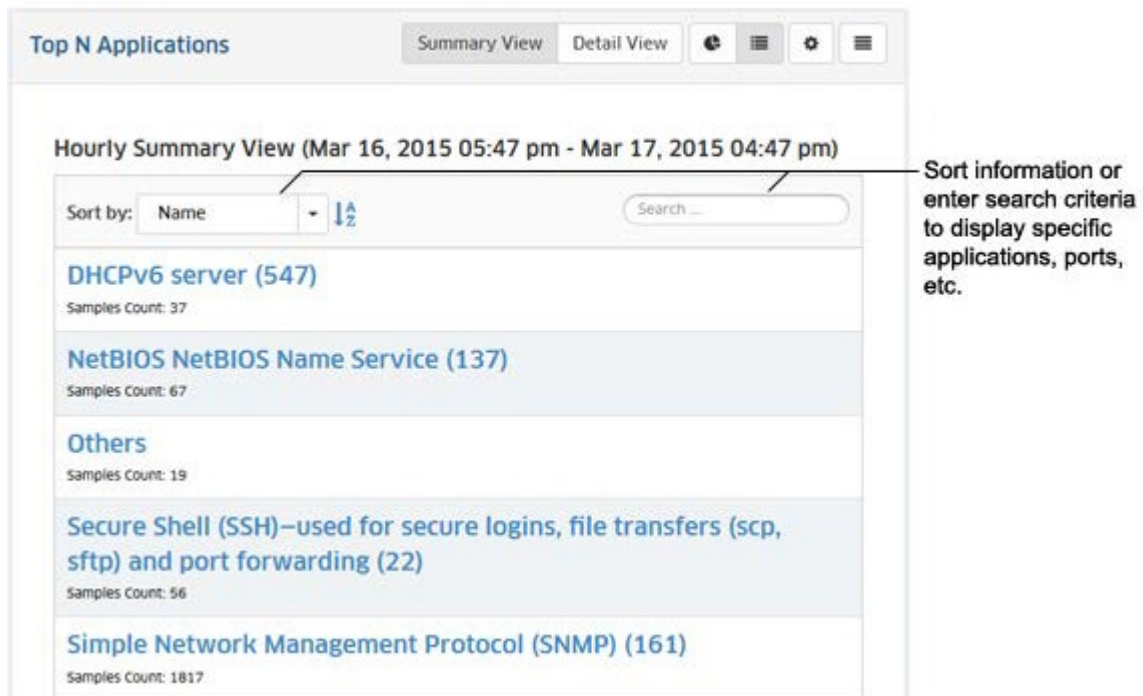 Top N Applications
Summary View
Detail View
Hourly Summary View (Mar 16, 2015 05:47 pm - Mar 17, 2015 04:47 pm)
Sort by:
Name
A
Z
Search ...
Sort information or
enter search criteria
to display specific
applications, ports,
etc.
DHCPv6 server (547)
Samples Count: 37
NetBIOS NetBIOS Name Service (137)
Samples Count: 67
Others
Samples Count: 19
Secure Shell (SSH)—used for secure logins, file transfers (scp,
sftp) and port forwarding (22)
Samples Count: 56
Simple Network Management Protocol (SNMP) (161)
Samples Count: 1817